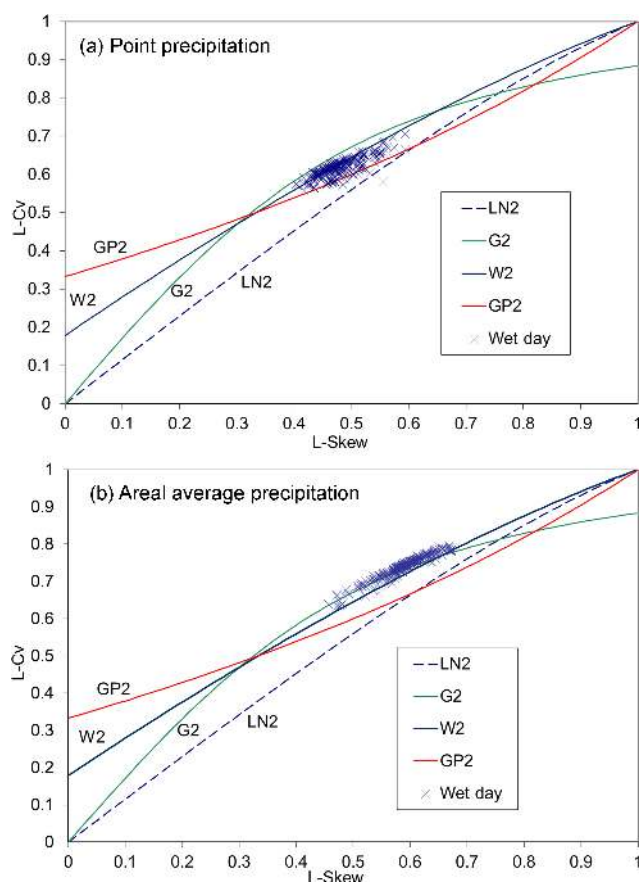 (a) Point precipitation
L-Cv
1
0.9
0.8
0.7
0.6
0.5
0.4
0.3
0.2
0.1
0
GP2
W2
G2
LN2
LN2
G2
W2
GP2
Wet day
0 0.1 0.2 0.3 0.4 0.5 0.6 0.7 0.8 0.9 1
L-Skew
(b) Areal average precipitation
L-Cv
1
0.9
0.8
0.7
0.6
0.5
0.4
0.3
0.2
0.1
0
GP2
W2
G2
LN2
LN2
G2
W2
GP2
Wet day
0 0.1 0.2 0.3 0.4 0.5 0.6 0.7 0.8 0.9 1
L-Skew